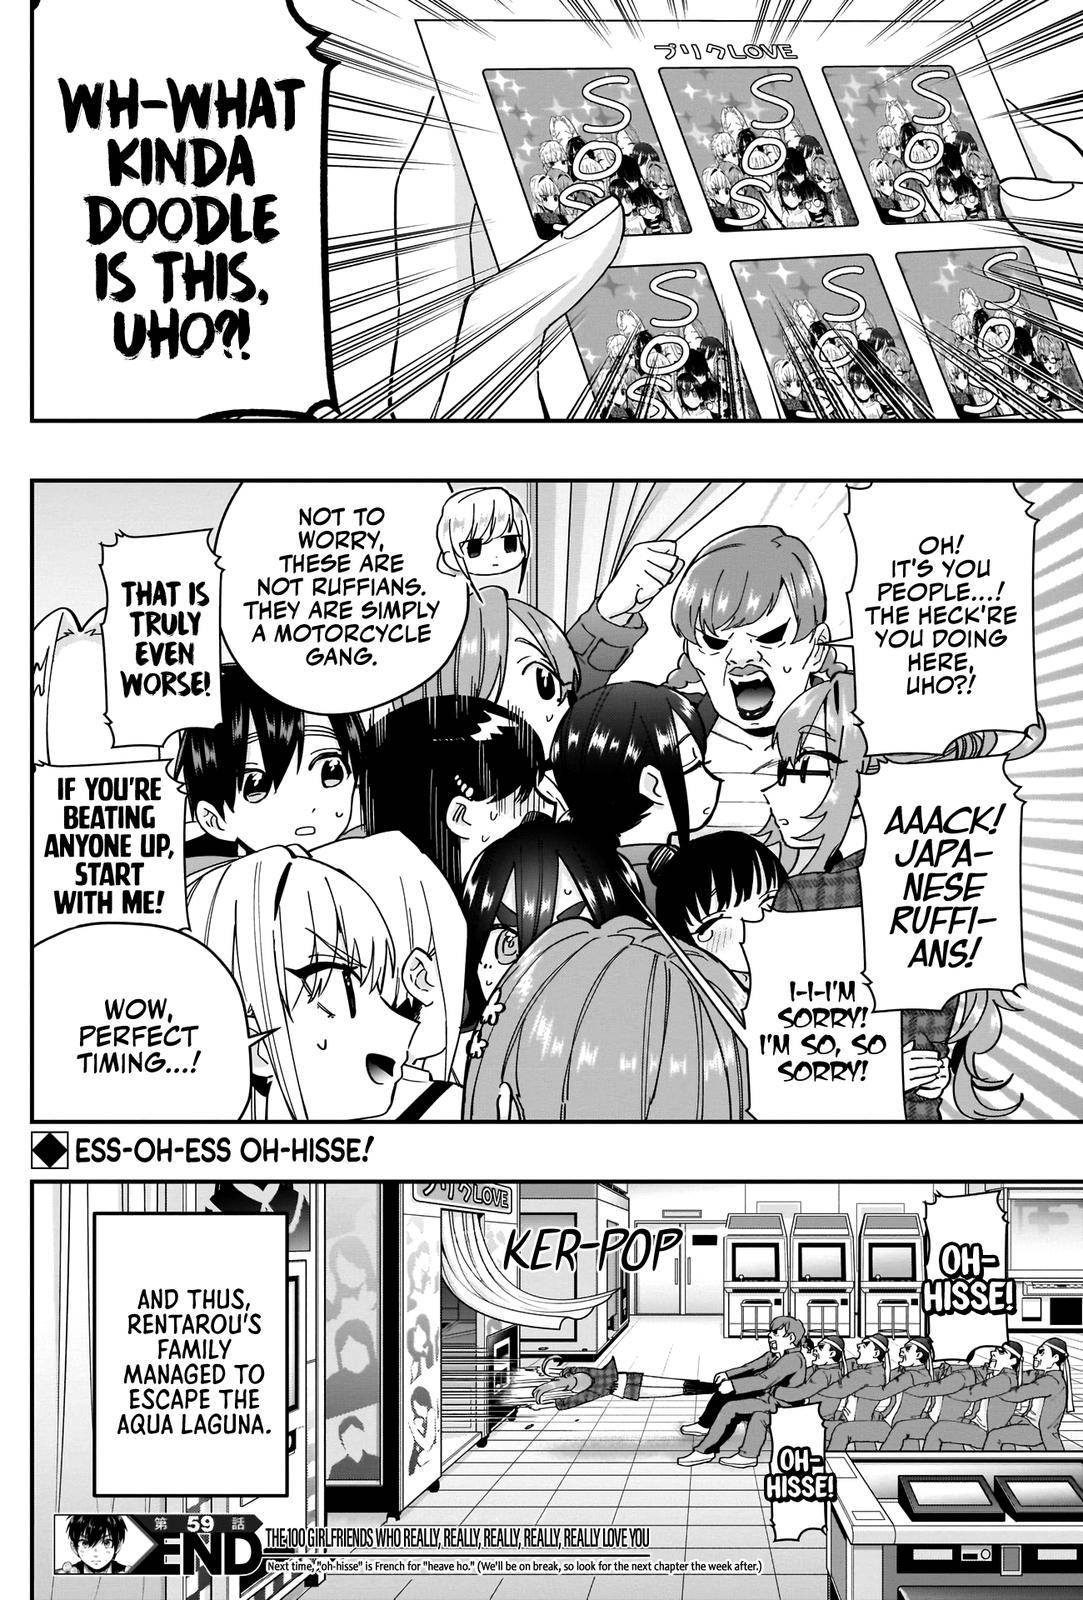 プリクLOVE
SOS
SOS
SOS
SOS
SOS
SOS
WH-WHAT
KINDA
DOODLE
IS THIS,
UHO?!
OH!
IT'S YOU
PEOPLE...!
THE HECK'RE
YOU DOING
HERE,
UHO?!
AAACK!
JAPA-
NESE
RUFFI-
ANS!
NOT TO
WORRY,
THESE ARE
NOT RUFFIANS.
THEY ARE SIMPLY
A MOTORCYCLE
GANG.
THAT IS
TRULY
EVEN
WORSE!
I-I-I'M
SORRY!
I'M SO, SO
SORRY!
IF YOU'RE
BEATING
ANYONE UP,
START
WITH ME!
WOW,
PERFECT
TIMING...!
ESS-OH-ESS OH-HISSE!
プリクLOVE
KER-POP
OH-
HISSE!
OH-
HISSE!
AND THUS,
RENTAROU'S
FAMILY
MANAGED TO
ESCAPE THE
AQUA LAGUNA.
第59話
END
THE 100 GIRLFRIENDS WHO REALLY, REALLY, REALLY, REALLY, REALLY LOVE YOU
Next time, "oh-hisse" is French for "heave ho." (We'll be on break, so look for the next chapter the week after.)